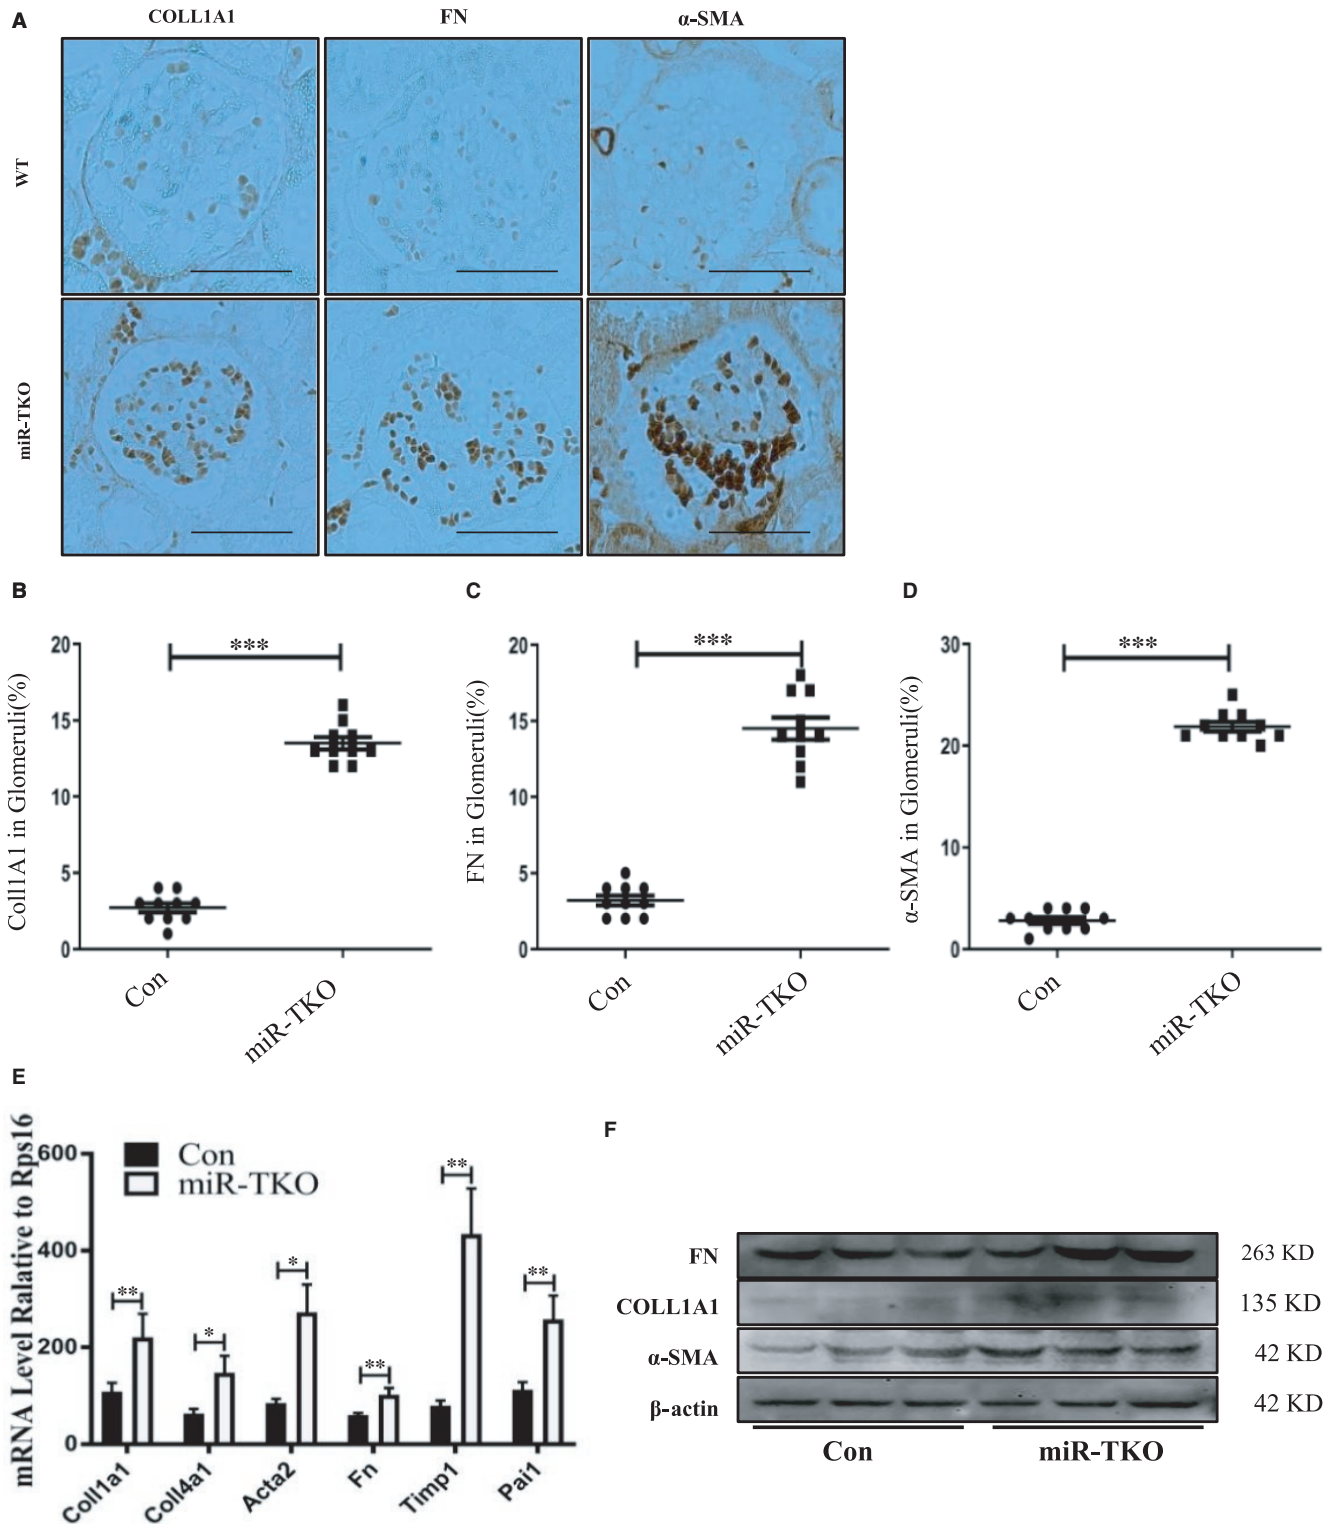 A
COLL1A1 FN α-SMA
WT
miR-TKO
B
Coll1A1 in Glomeruli(%)
20
15
10
5
0
***
Con miR-TKO
C
FN in Glomeruli(%)
20
15
10
5
0
***
Con miR-TKO
D
α-SMA in Glomeruli(%)
30
20
10
0
***
Con miR-TKO
E
mRNA Level Ralative to Rps16
600
400
200
0
Con
miR-TKO
** * * ** ** **
Coll1a1 Coll4a1 Acta2 Fn Timp1 Pai1
F
FN 263 KD
COLL1A1 135 KD
α-SMA 42 KD
β-actin 42 KD
Con miR-TKO